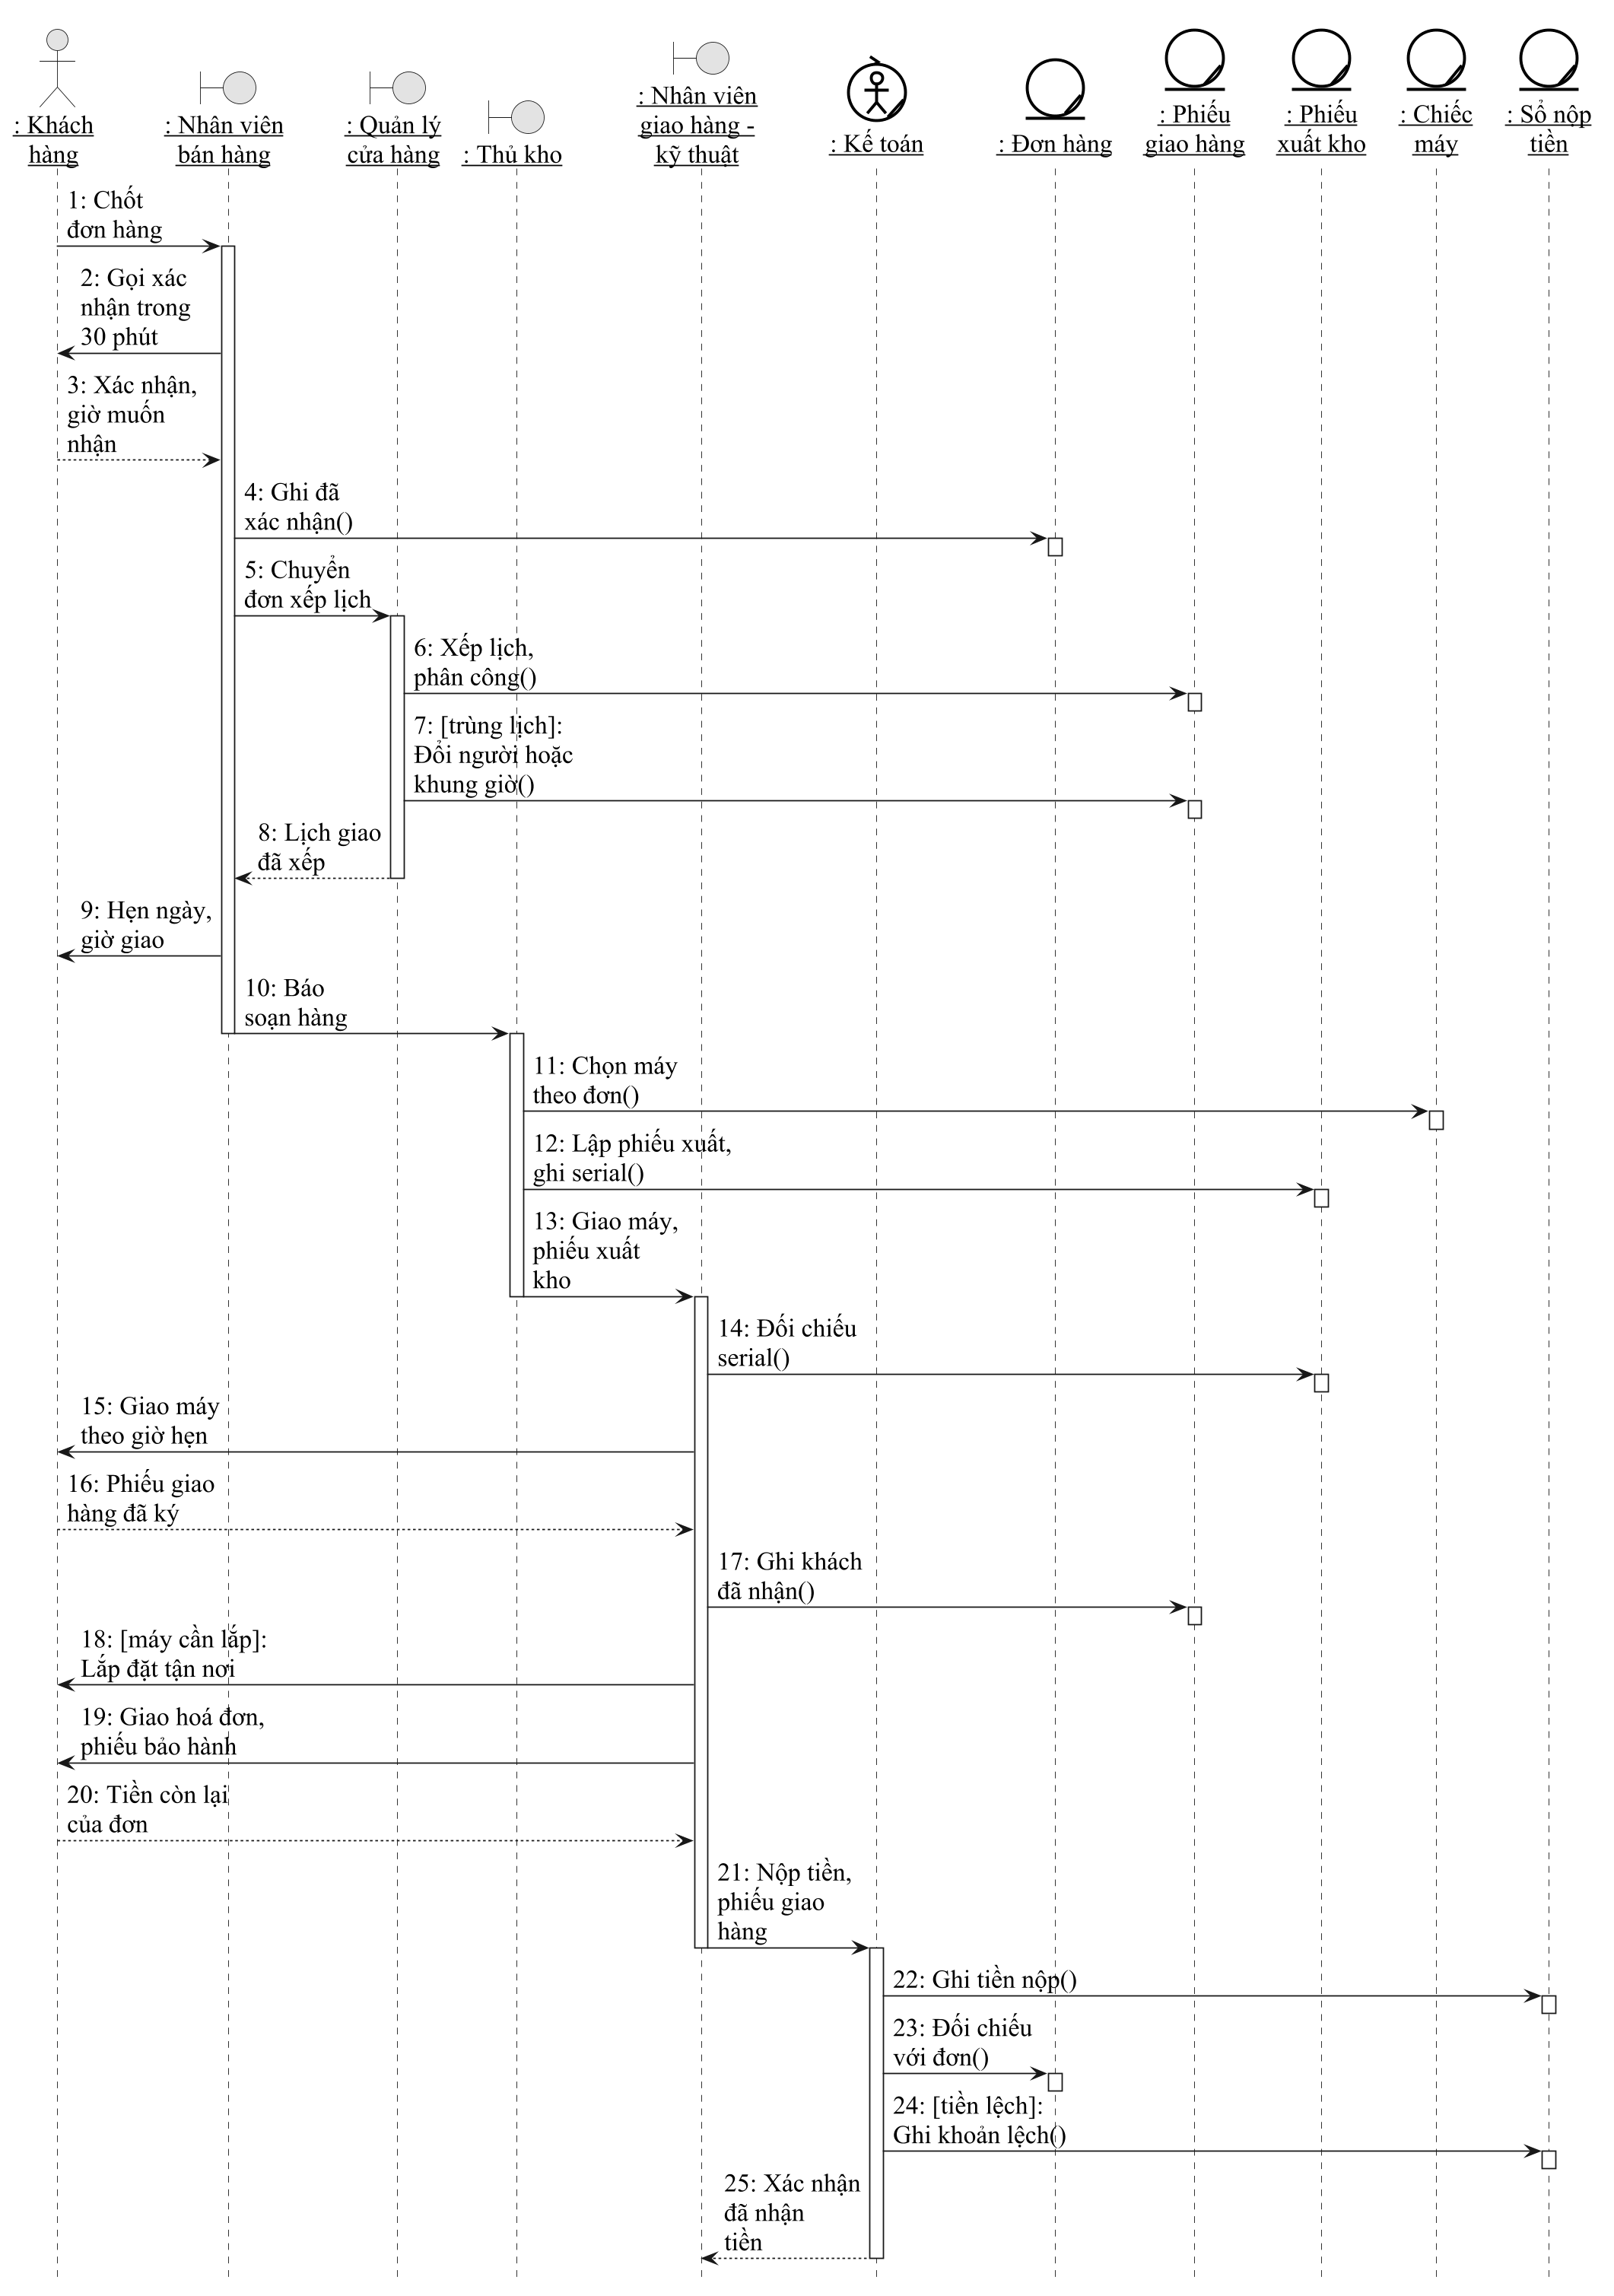 : Khách
hàng
: Nhân viên
bán hàng
: Quản lý
cửa hàng
: Thủ kho
: Nhân viên
giao hàng -
kỹ thuật
: Kế toán
: Đơn hàng
: Phiếu
giao hàng
: Phiếu
xuất kho
: Chiếc
máy
: Sổ nộp
tiền
1: Chốt
đơn hàng
2: Gọi xác
nhận trong
30 phút
3: Xác nhận,
giờ muốn
nhận
4: Ghi đã
xác nhận()
5: Chuyển
đơn xếp lịch
6: Xếp lịch,
phân công()
7: [trùng lịch]:
Đổi người hoặc
khung giờ()
8: Lịch giao
đã xếp
9: Hẹn ngày,
giờ giao
10: Báo
soạn hàng
11: Chọn máy
theo đơn()
12: Lập phiếu xuất,
ghi serial()
13: Giao máy,
phiếu xuất
kho
14: Đối chiếu
serial()
15: Giao máy
theo giờ hẹn
16: Phiếu giao
hàng đã ký
17: Ghi khách
đã nhận()
18: [máy cần lắp]:
Lắp đặt tận nơi
19: Giao hoá đơn,
phiếu bảo hành
20: Tiền còn lại
của đơn
21: Nộp tiền,
phiếu giao
hàng
22: Ghi tiền nộp()
23: Đối chiếu
với đơn()
24: [tiền lệch]:
Ghi khoản lệch()
25: Xác nhận
đã nhận
tiền